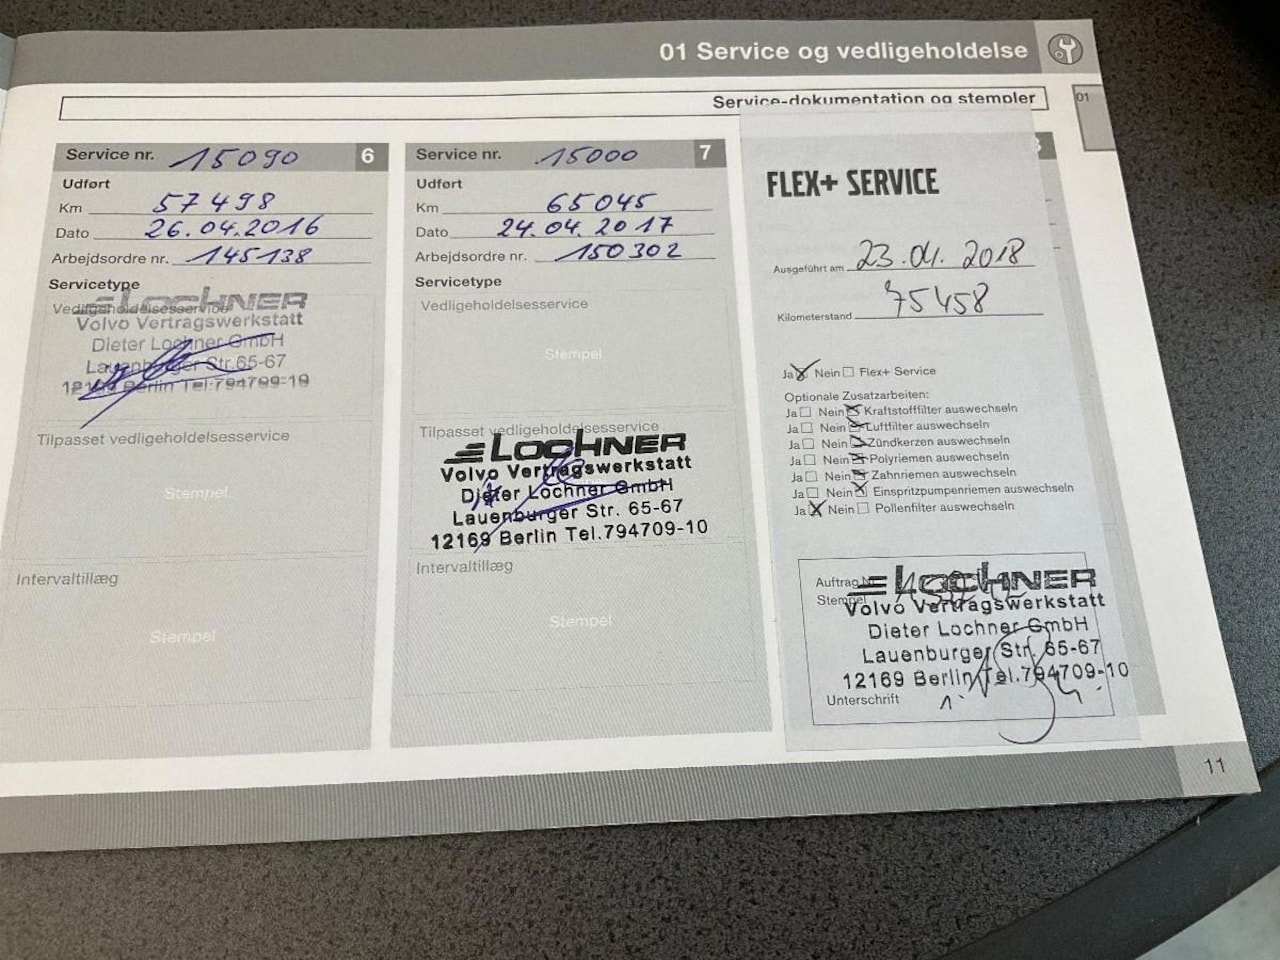 01 Service og vedligeholdelse
01
Service-dokumentation og stempler
Service nr. 15090 6
Udført
Km 57498
Dato 26.04.2016
Arbejdsordre nr. 145138
Servicetype
Vedligeholdelsesservice
LOCHNER
Volvo Vertragswerkstatt
Dieter Lochner GmbH
Lauenburger Str. 65-67
12169 Berlin Tel. 794709-10
Tilpasset vedligeholdelsesservice
Stempel
Intervaltillæg
Stempel
Service nr. 15000 7
Udført
Km 65045
Dato 24.04.2017
Arbejdsordre nr. 150302
Servicetype
Vedligeholdelsesservice
Stempel
Tilpasset vedligeholdelsesservice
LOCHNER
Volvo Vertragswerkstatt
Dieter Lochner GmbH
Lauenburger Str. 65-67
12169 Berlin Tel. 794709-10
Intervaltillæg
Stempel
FLEX+ SERVICE
Ausgeführt am 23.04.2018
Kilometerstand 75458
Ja Nein Flex+ Service
Optionale Zusatzarbeiten:
Ja Nein Kraftstofffilter auswechseln
Ja Nein Luftfilter auswechseln
Ja Nein Zündkerzen auswechseln
Ja Nein Polyriemen auswechseln
Ja Nein Zahnriemen auswechseln
Ja Nein Einspritzpumpenriemen auswechseln
Ja Nein Pollenfilter auswechseln
Auftrag
Stempel
LOCHNER
Volvo Vertragswerkstatt
Dieter Lochner GmbH
Lauenburger Str. 65-67
12169 Berlin Tel. 794709-10
Unterschrift
11